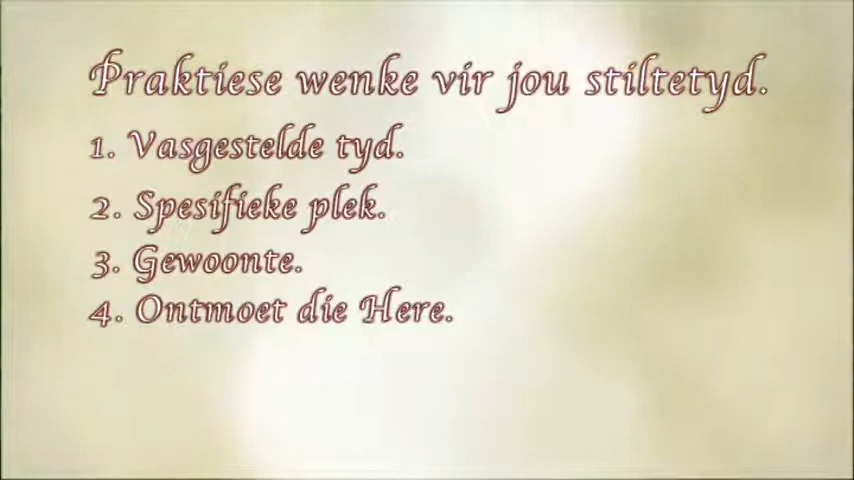 Praktiese wenke vir jou stiltetyd.
1. Vasgestelde tyd.
2. Spesifieke plek.
3. Gewoonte.
4. Ontmoet die Here.